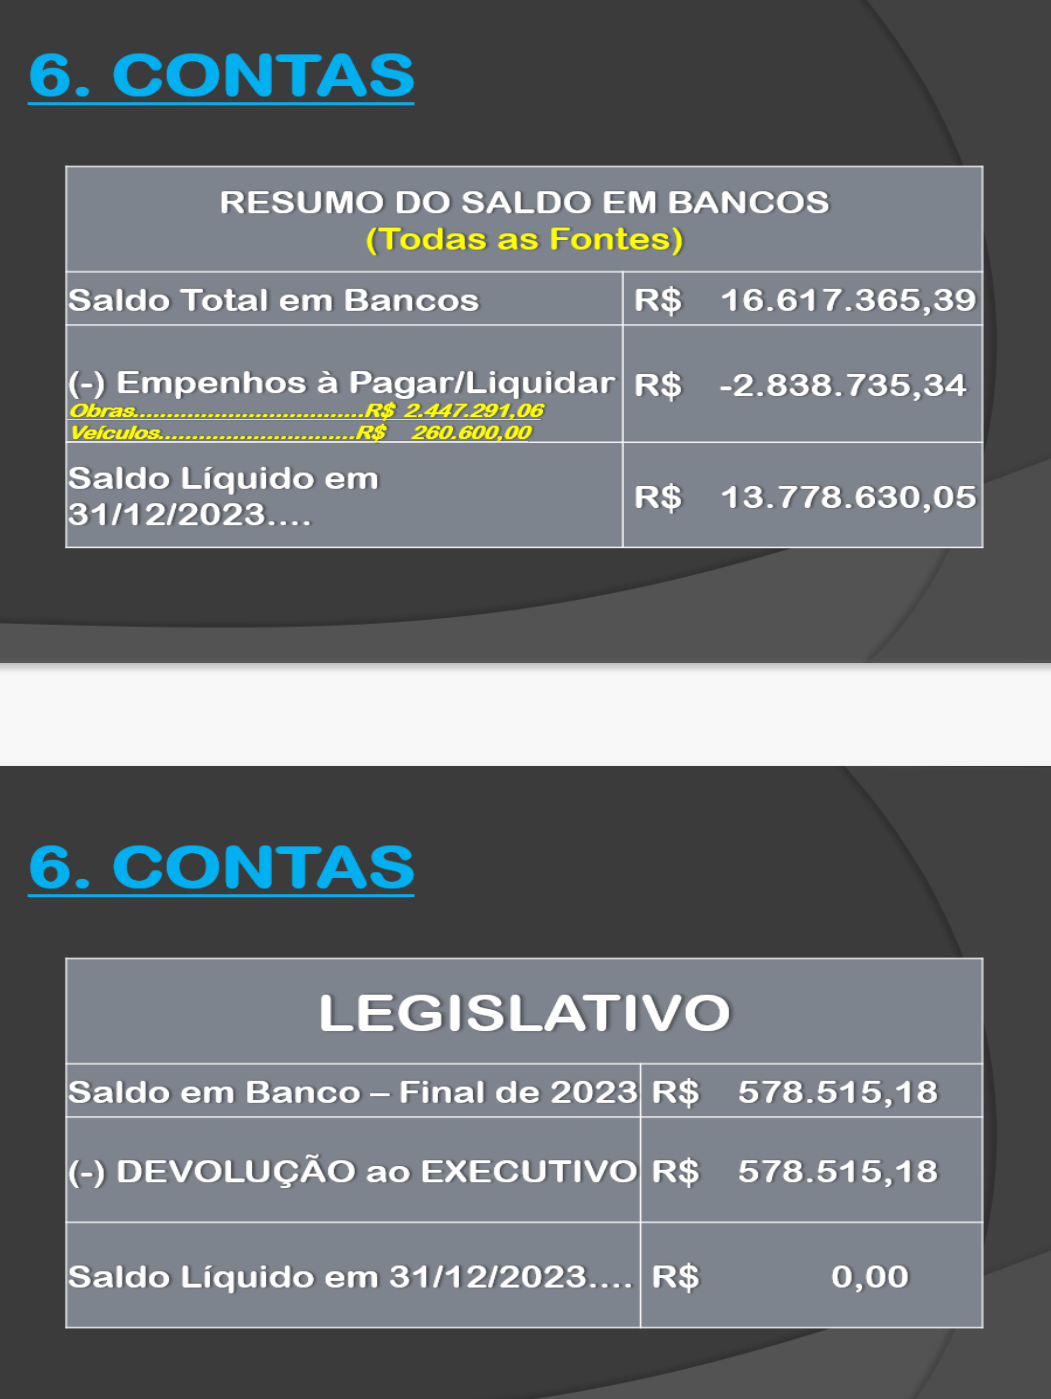 6. CONTAS
RESUMO DO SALDO EM BANCOS
(Todas as Fontes)
Saldo Total em Bancos R$ 16.617.365,39
(-) Empenhos à Pagar/Liquidar R$ -2.838.735,34
Obras...................................R$ 2.447.291,06
Veículos..............................R$ 260.600,00
Saldo Líquido em
31/12/2023.... R$ 13.778.630,05
6. CONTAS
LEGISLATIVO
Saldo em Banco – Final de 2023 R$ 578.515,18
(-) DEVOLUÇÃO ao EXECUTIVO R$ 578.515,18
Saldo Líquido em 31/12/2023.... R$ 0,00